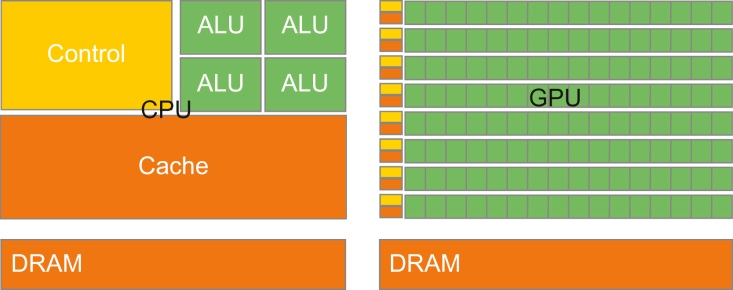 Control
ALU ALU
ALU ALU
CPU
Cache
DRAM
GPU
DRAM